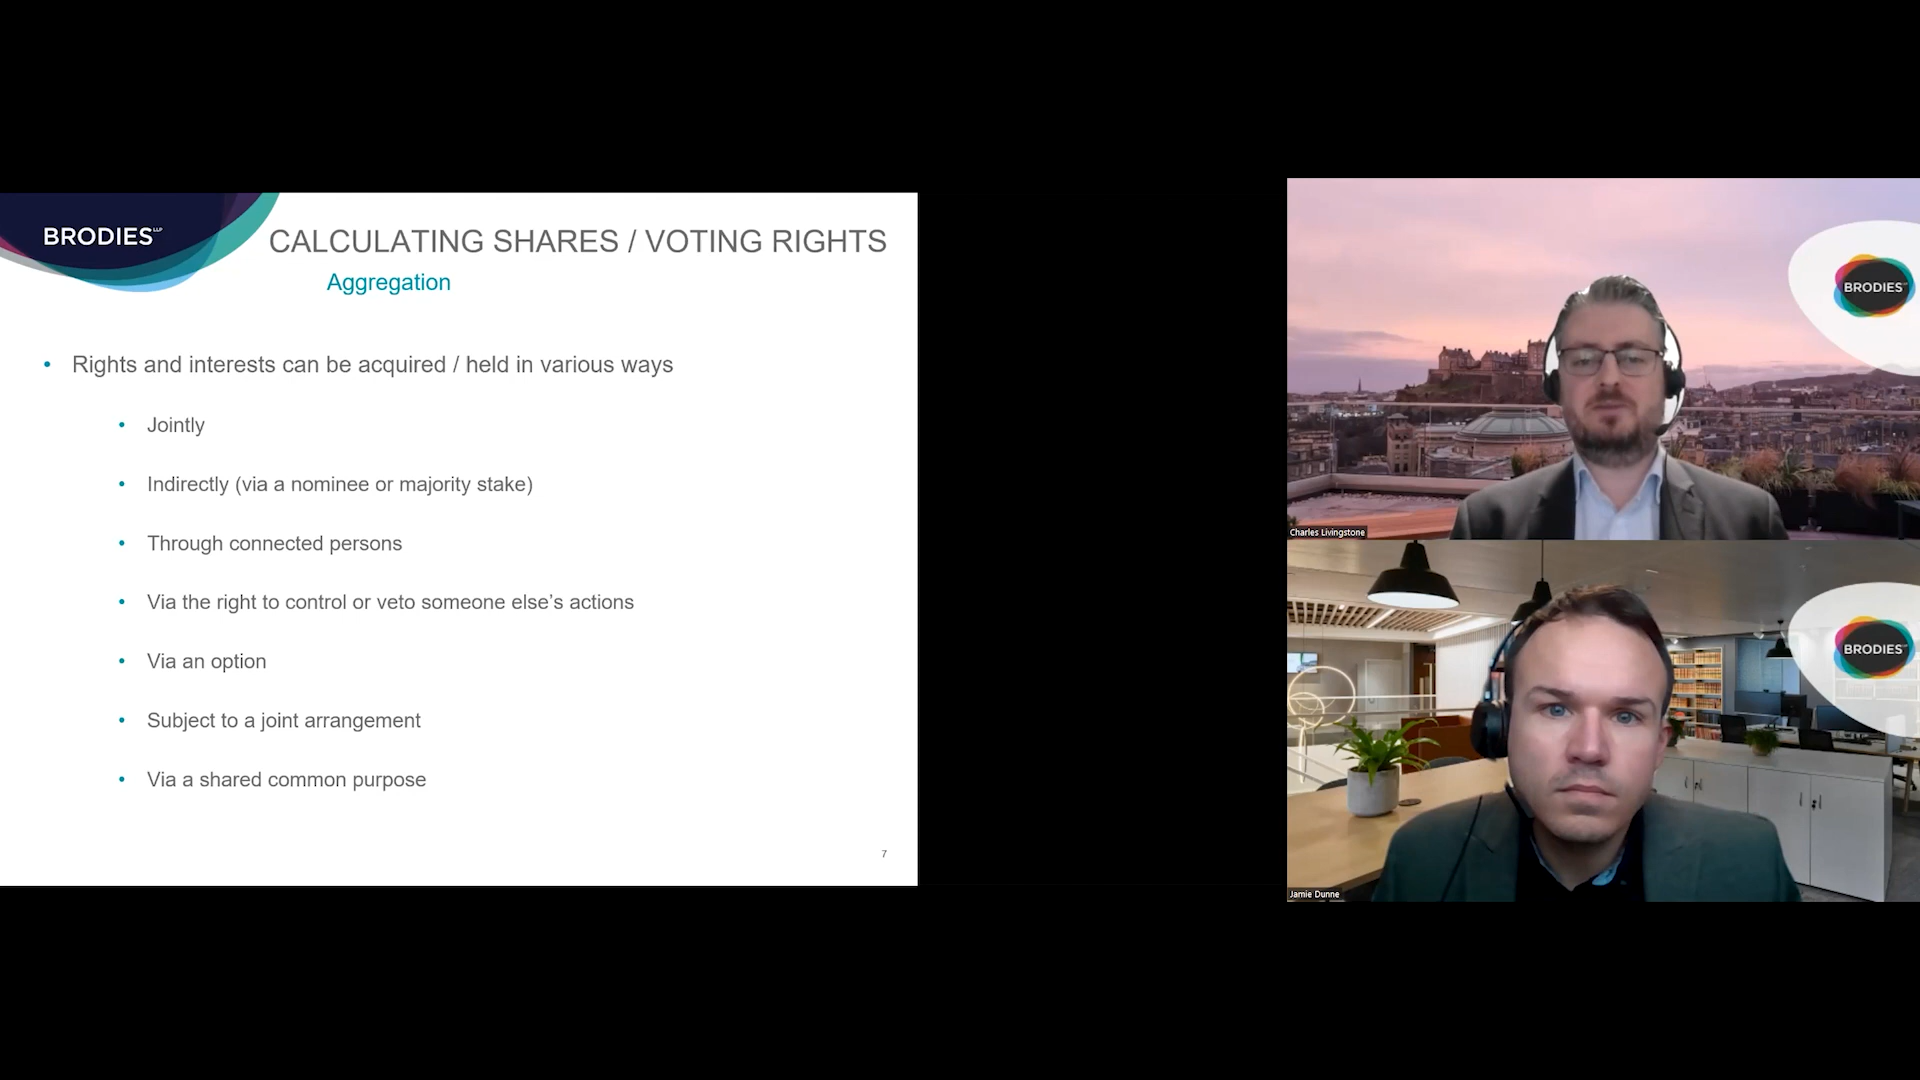 BRODIES LLP
CALCULATING SHARES / VOTING RIGHTS
Aggregation
• Rights and interests can be acquired / held in various ways
• Jointly
• Indirectly (via a nominee or majority stake)
• Through connected persons
• Via the right to control or veto someone else’s actions
• Via an option
• Subject to a joint arrangement
• Via a shared common purpose
7
BRODIES
Charles Livingstone
BRODIES
Jamie Dunne